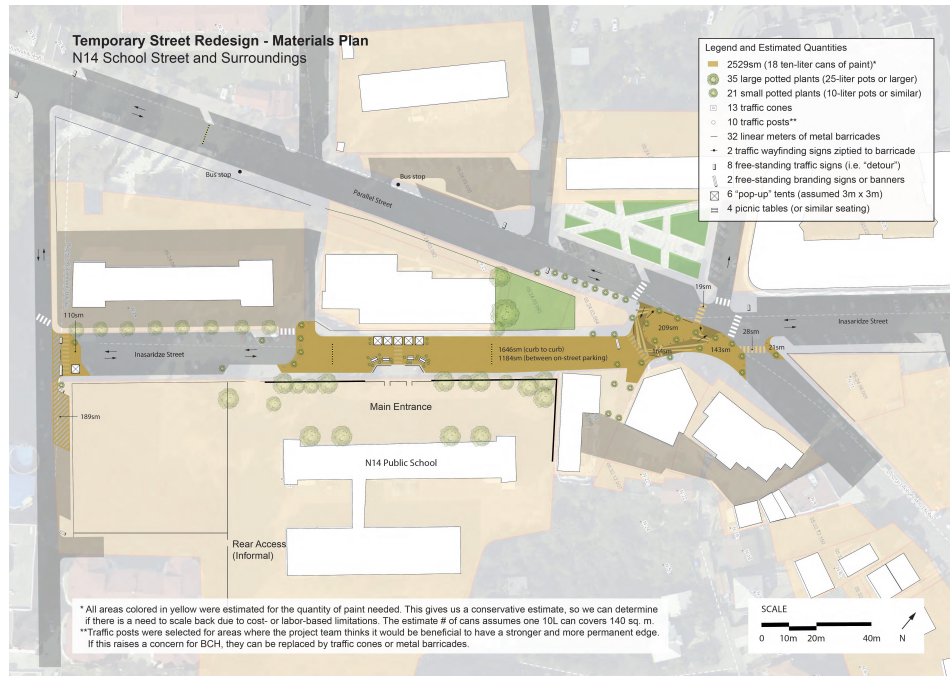 Temporary Street Redesign - Materials Plan
N14 School Street and Surroundings
Legend and Estimated Quantities
2529sm (18 ten-liter cans of paint)*
35 large potted plants (25-liter pots or larger)
21 small potted plants (10-liter pots or similar)
13 traffic cones
10 traffic posts**
32 linear meters of metal barricades
2 traffic wayfinding signs ziptied to barricade
8 free-standing traffic signs (i.e. "detour")
2 free-standing branding signs or banners
6 "pop-up" tents (assumed 3m x 3m)
4 picnic tables (or similar seating)
Bus stop
Bus stop
Parallel Street
19sm
110sm
209sm
28sm
Inasaridze Street
Inasaridze Street
1646sm (curb to curb)
1184sm (between on-street parking)
143sm
21sm
189sm
Main Entrance
N14 Public School
Rear Access
(Informal)
* All areas colored in yellow were estimated for the quantity of paint needed. This gives us a conservative estimate, so we can determine
if there is a need to scale back due to cost- or labor-based limitations. The estimate # of cans assumes one 10L can covers 140 sq. m.
**Traffic posts were selected for areas where the project team thinks it would be beneficial to have a stronger and more permanent edge.
If this raises a concern for BCH, they can be replaced by traffic cones or metal barricades.
SCALE
0 10m 20m 40m
N